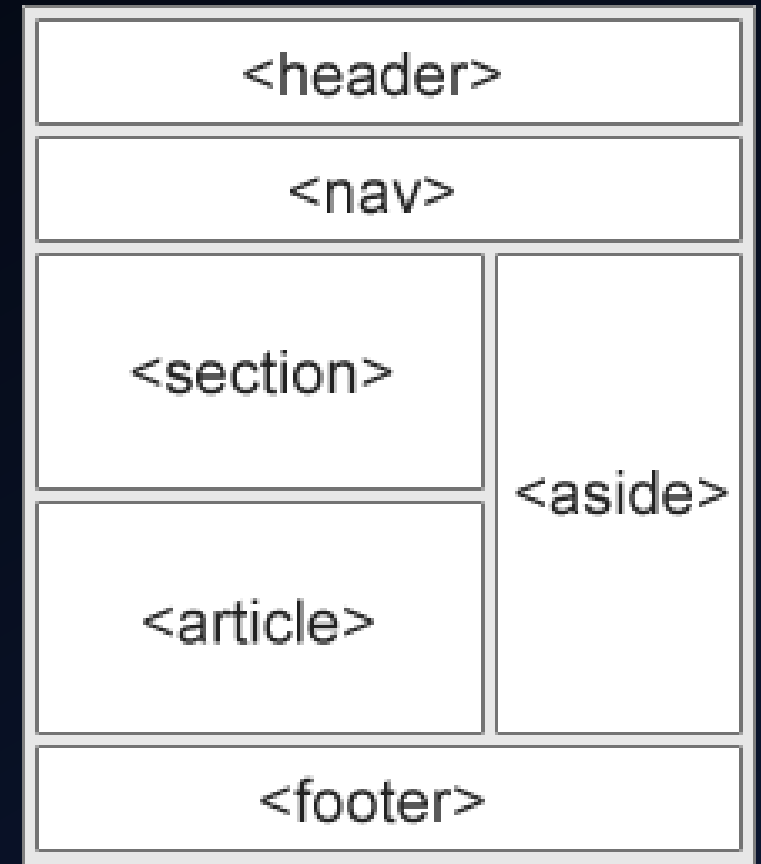 <header>
<nav>
<section>
<aside>
<article>
<footer>